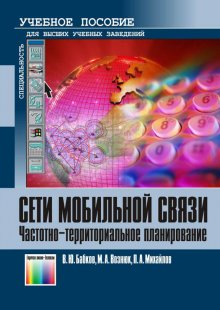 УЧЕБНОЕ ПОСОБИЕ
ДЛЯ ВЫСШИХ УЧЕБНЫХ ЗАВЕДЕНИЙ
СПЕЦИАЛЬНОСТЬ
СЕТИ МОБИЛЬНОЙ СВЯЗИ
Частотно-территориальное планирование
В. Ю. Бабков, М. А. Вознюк, П. А. Михайлов